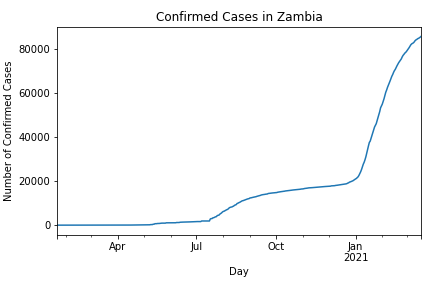 Confirmed Cases in Zambia
Number of Confirmed Cases
80000
60000
40000
20000
0
Apr
Jul
Oct
Jan
2021
Day